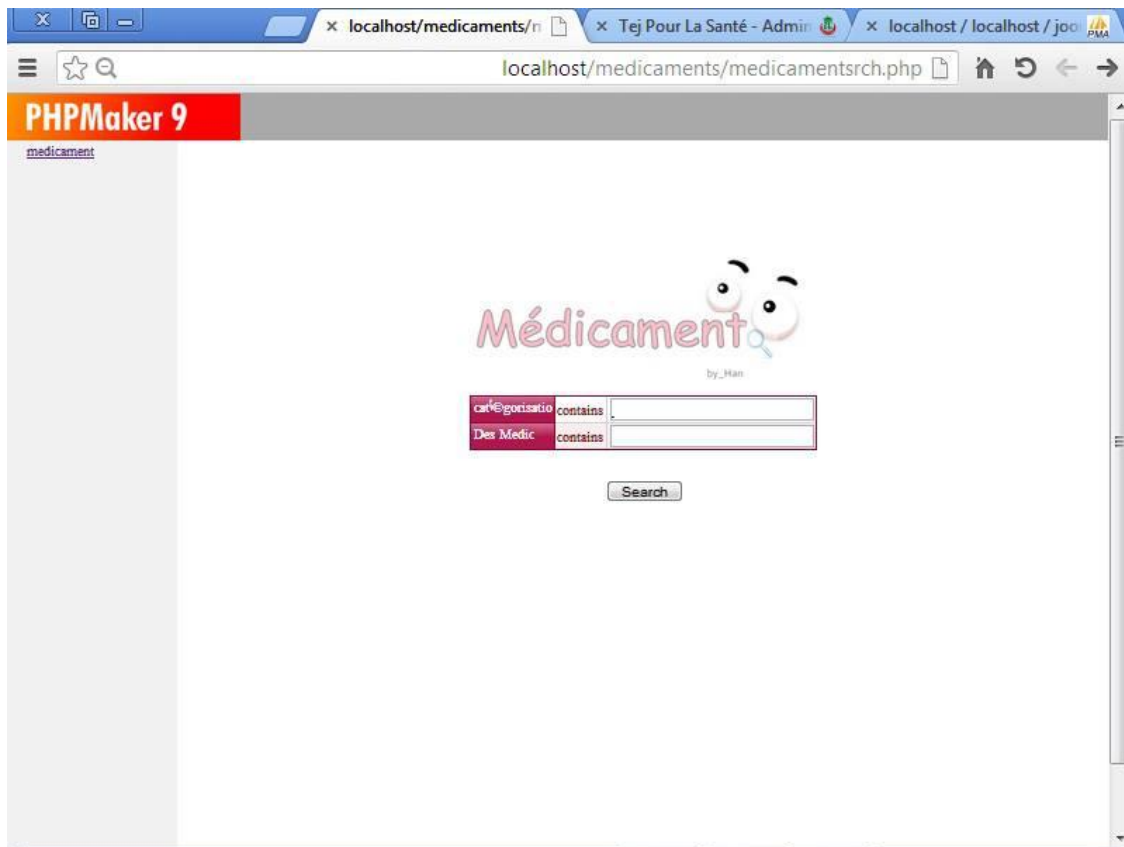 localhost/medicaments/n
Tej Pour La Santé - Admin
localhost / localhost / joo
PMA
localhost/medicaments/medicamentsrch.php
PHPMaker 9
medicament
Médicament
by_Han
contains
Des Medic contains
Search